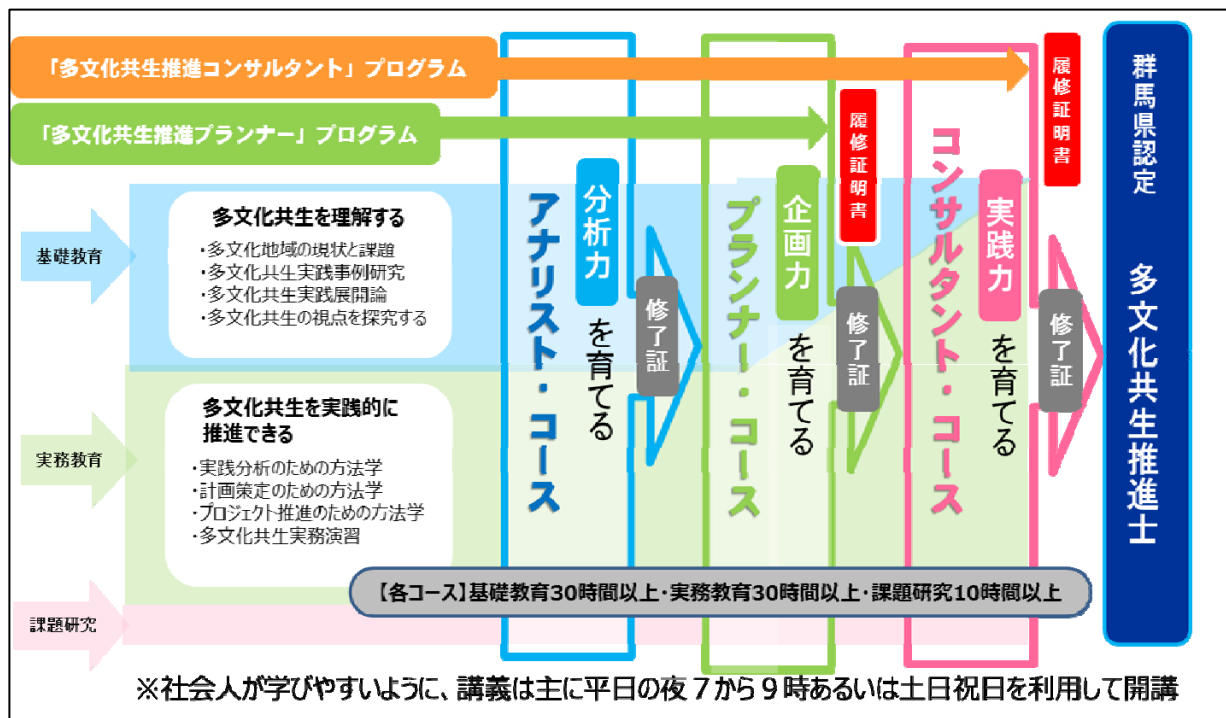 「多文化共生推進コンサルタント」プログラム
「多文化共生推進プランナー」プログラム
履修証明書
履修証明書
基礎教育
多文化共生を理解する
・多文化地域の現状と課題
・多文化共生実践事例研究
・多文化共生実践展開論
・多文化共生の視点を探究する
実務教育
多文化共生を実践的に
推進できる
・実践分析のための方法学
・計画策定のための方法学
・プロジェクト推進のための方法学
・多文化共生実務演習
課題研究
アナリスト・コース
分析力を育てる
修了証
プランナー・コース
企画力を育てる
修了証
コンサルタント・コース
実践力を育てる
修了証
群馬県認定 多文化共生推進士
【各コース】基礎教育30時間以上・実務教育30時間以上・課題研究10時間以上
※社会人が学びやすいように、講義は主に平日の夜7から9時あるいは土日祝日を利用して開講